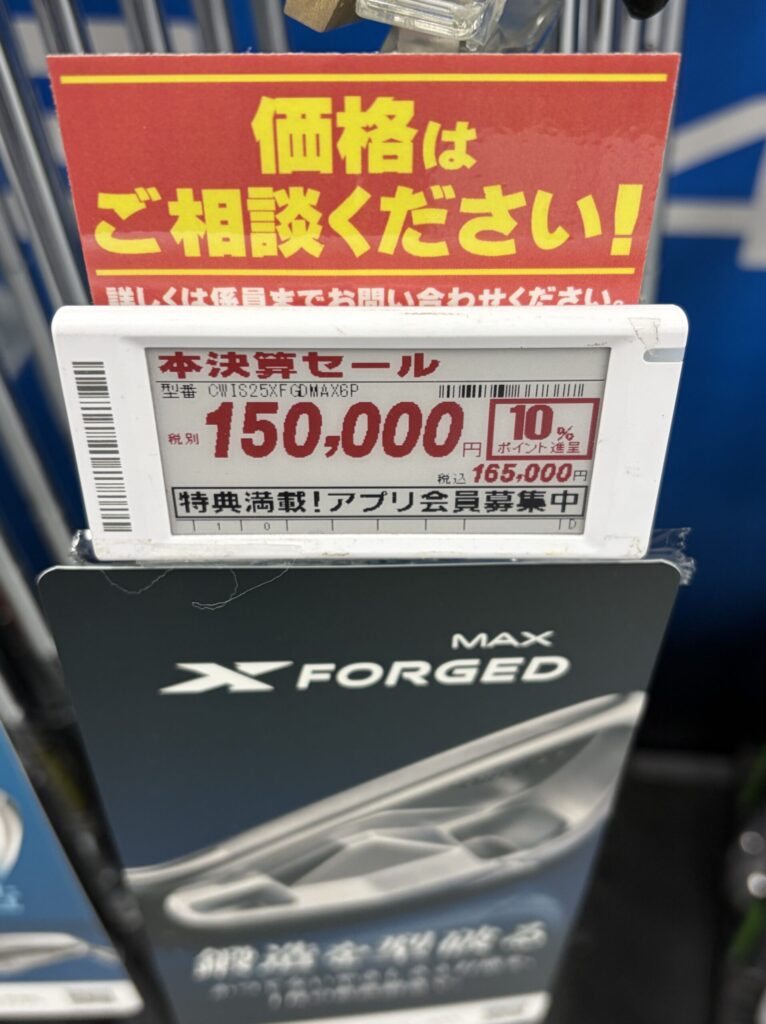 価格は
ご相談ください!
詳しくは係員までお問い合わせください。
本決算セール
型番 CWIS25XFGDMAX6P
税別 150,000円
10%
ポイント進呈
税込 165,000円
特典満載!アプリ会員募集中
1 0 D
MAX
X FORGED
鍛造を型破る